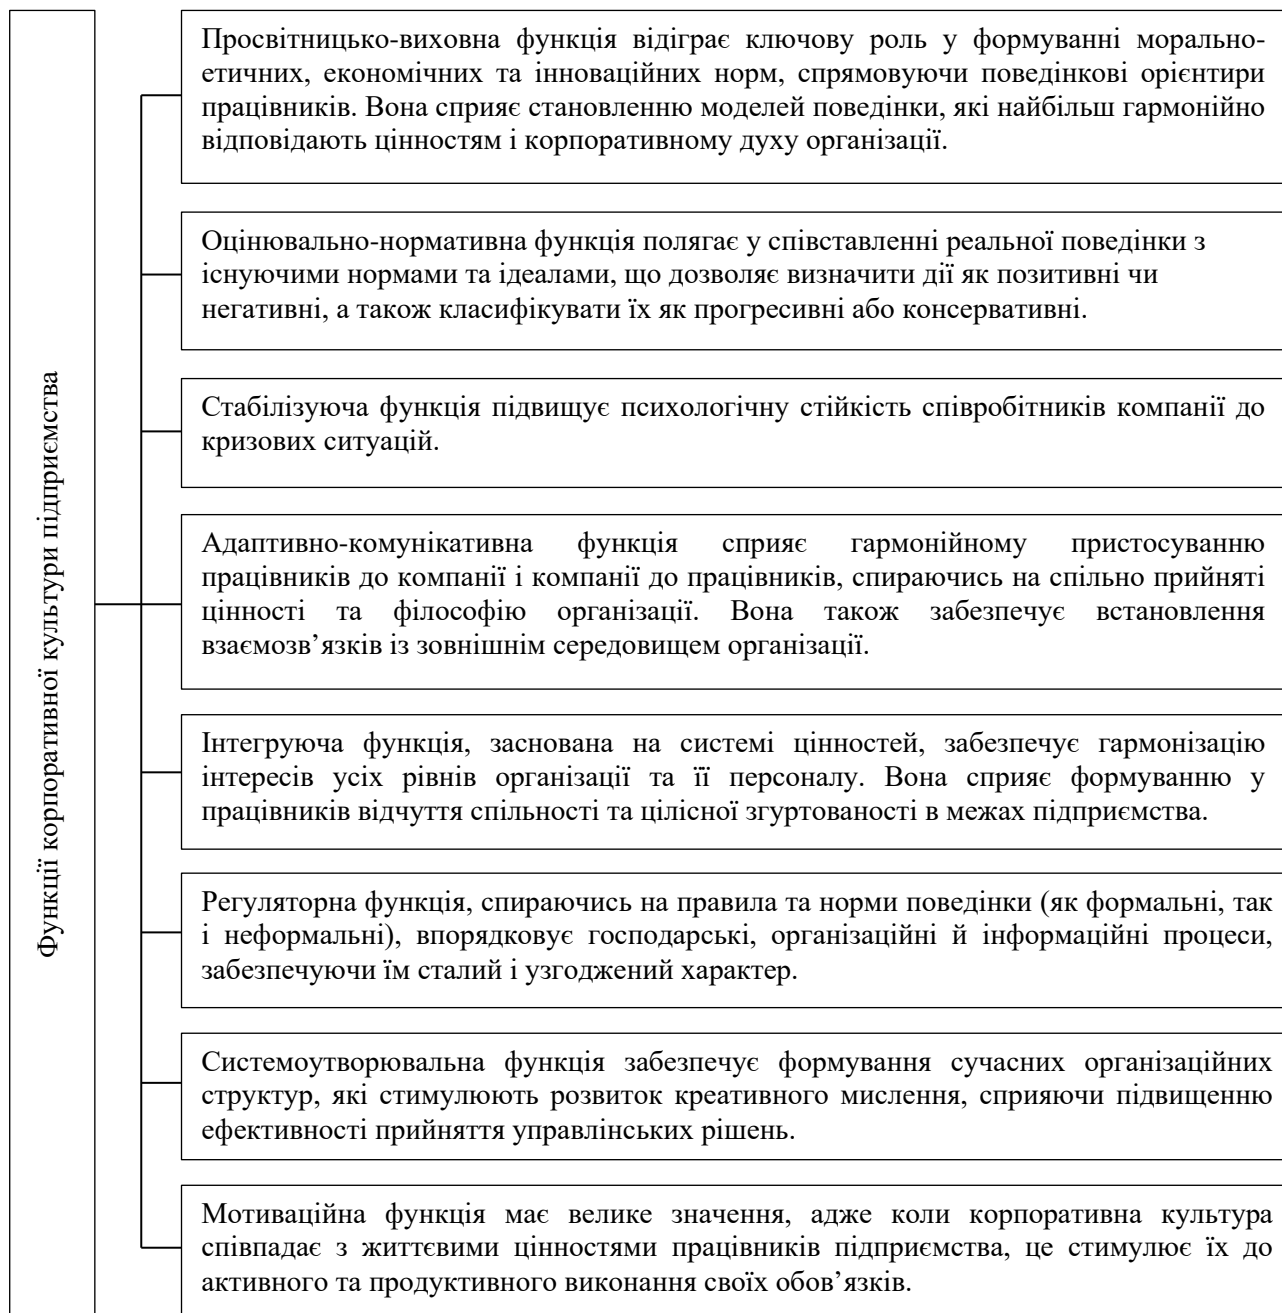 Функції корпоративної культури підприємства
Просвітницько-виховна функція відіграє ключову роль у формуванні морально-
етичних, економічних та інноваційних норм, спрямовуючи поведінкові орієнтири
працівників. Вона сприяє становленню моделей поведінки, які найбільш гармонійно
відповідають цінностям і корпоративному духу організації.
Оцінювально-нормативна функція полягає у співставленні реальної поведінки з
існуючими нормами та ідеалами, що дозволяє визначити дії як позитивні чи
негативні, а також класифікувати їх як прогресивні або консервативні.
Стабілізуюча функція підвищує психологічну стійкість співробітників компанії до
кризових ситуацій.
Адаптивно-комунікативна функція сприяє гармонійному пристосуванню
працівників до компанії і компанії до працівників, спираючись на спільно прийняті
цінності та філософію організації. Вона також забезпечує встановлення
взаємозв’язків із зовнішнім середовищем організації.
Інтегруюча функція, заснована на системі цінностей, забезпечує гармонізацію
інтересів усіх рівнів організації та її персоналу. Вона сприяє формуванню у
працівників відчуття спільності та цілісної згуртованості в межах підприємства.
Регуляторна функція, спираючись на правила та норми поведінки (як формальні, так
і неформальні), впорядковує господарські, організаційні й інформаційні процеси,
забезпечуючи їм сталий і узгоджений характер.
Системоутворювальна функція забезпечує формування сучасних організаційних
структур, які стимулюють розвиток креативного мислення, сприяючи підвищенню
ефективності прийняття управлінських рішень.
Мотиваційна функція має велике значення, адже коли корпоративна культура
співпадає з життєвими цінностями працівників підприємства, це стимулює їх до
активного та продуктивного виконання своїх обов’язків.